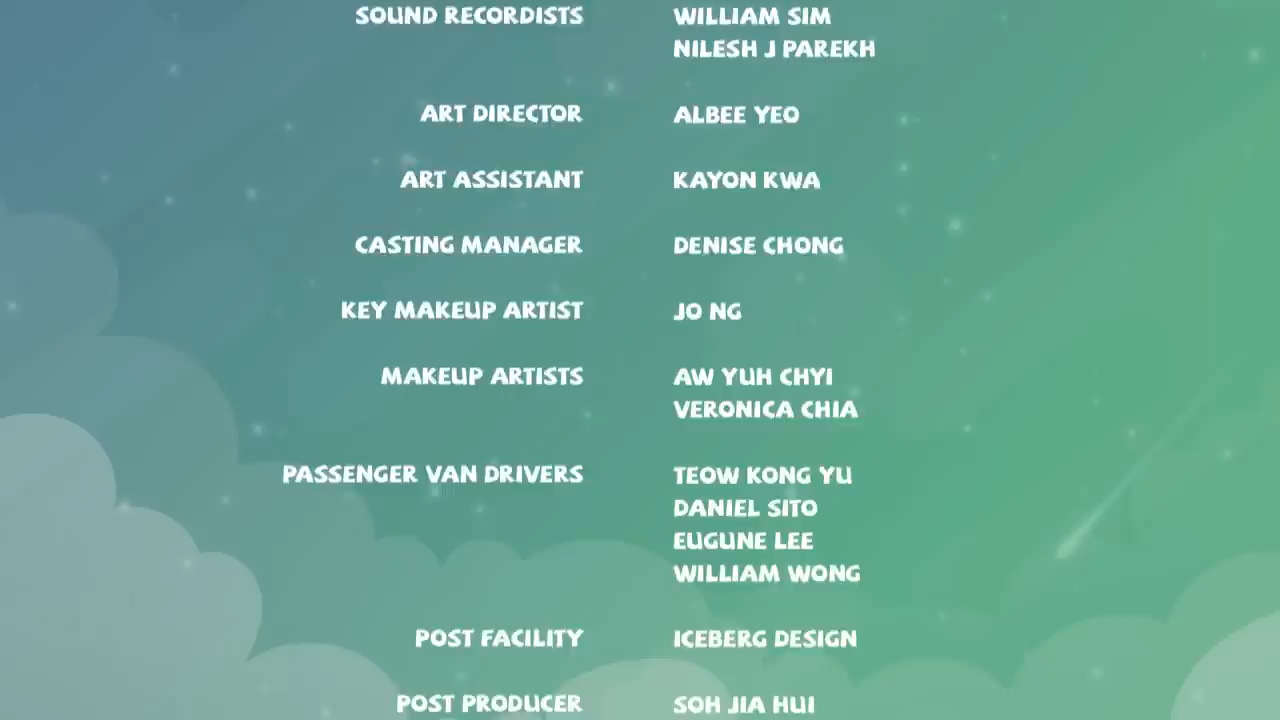 SOUND RECORDISTS WILLIAM SIM
NILESH J PAREKH
ART DIRECTOR ALBEE YEO
ART ASSISTANT KAYON KWA
CASTING MANAGER DENISE CHONG
KEY MAKEUP ARTIST JO NG
MAKEUP ARTISTS AW YUH CHYI
VERONICA CHIA
PASSENGER VAN DRIVERS TEOW KONG YU
DANIEL SITO
EUGUNE LEE
WILLIAM WONG
POST FACILITY ICEBERG DESIGN
POST PRODUCER SOH JIA HUI